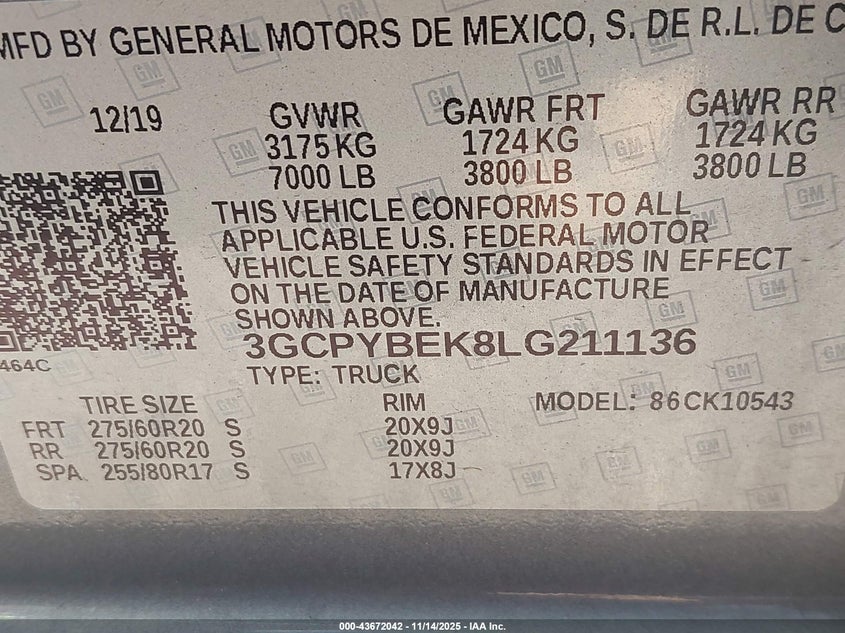 MFD BY GENERAL MOTORS DE MEXICO, S. DE R.L. DE C
12/19 GVWR GAWR FRT GAWR RR
3175 KG 1724 KG 1724 KG
7000 LB 3800 LB 3800 LB
THIS VEHICLE CONFORMS TO ALL
APPLICABLE U.S. FEDERAL MOTOR
VEHICLE SAFETY STANDARDS IN EFFECT
ON THE DATE OF MANUFACTURE
SHOWN ABOVE.
3GCPYBEK8LG211136
464C
TYPE: TRUCK
TIRE SIZE RIM MODEL: 86CK10543
FRT 275/60R20 S 20X9J
RR 275/60R20 S 20X9J
SPA 255/80R17 S 17X8J
GM
000-43672042 - 11/14/2025 - IAA Inc.